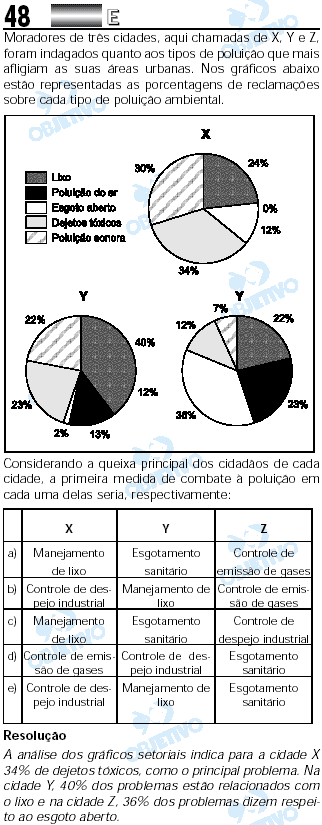 48 E
Moradores de três cidades, aqui chamadas de X, Y e Z,
foram indagados quanto aos tipos de poluição que mais
afligiam as suas áreas urbanas. Nos gráficos abaixo
estão representadas as porcentagens de reclamações
sobre cada tipo de poluição ambiental.
X
Lixo
Poluição do ar
Esgoto aberto
Dejetos tóxicos
Poluição sonora
30%
24%
0%
12%
34%
Y
22%
40%
12%
23%
2%
13%
Y
7%
12%
22%
36%
23%
Considerando a queixa principal dos cidadãos de cada
cidade, a primeira medida de combate à poluição em
cada uma delas seria, respectivamente:
X Y Z
a) Manejamento Esgotamento Controle de
de lixo sanitário emissão de gases
b) Controle de des- Manejamento de Controle de emis-
pejo industrial lixo são de gases
c) Manejamento Esgotamento Controle de
de lixo sanitário despejo industrial
d) Controle de emis- Controle de des- Esgotamento
são de gases pejo industrial sanitário
e) Controle de des- Manejamento de Esgotamento
pejo industrial lixo sanitário
Resolução
A análise dos gráficos setoriais indica para a cidade X
34% de dejetos tóxicos, como o principal problema. Na
cidade Y, 40% dos problemas estão relacionados com
o lixo e na cidade Z, 36% dos problemas dizem respei-
to ao esgoto aberto.
OBJETIVO